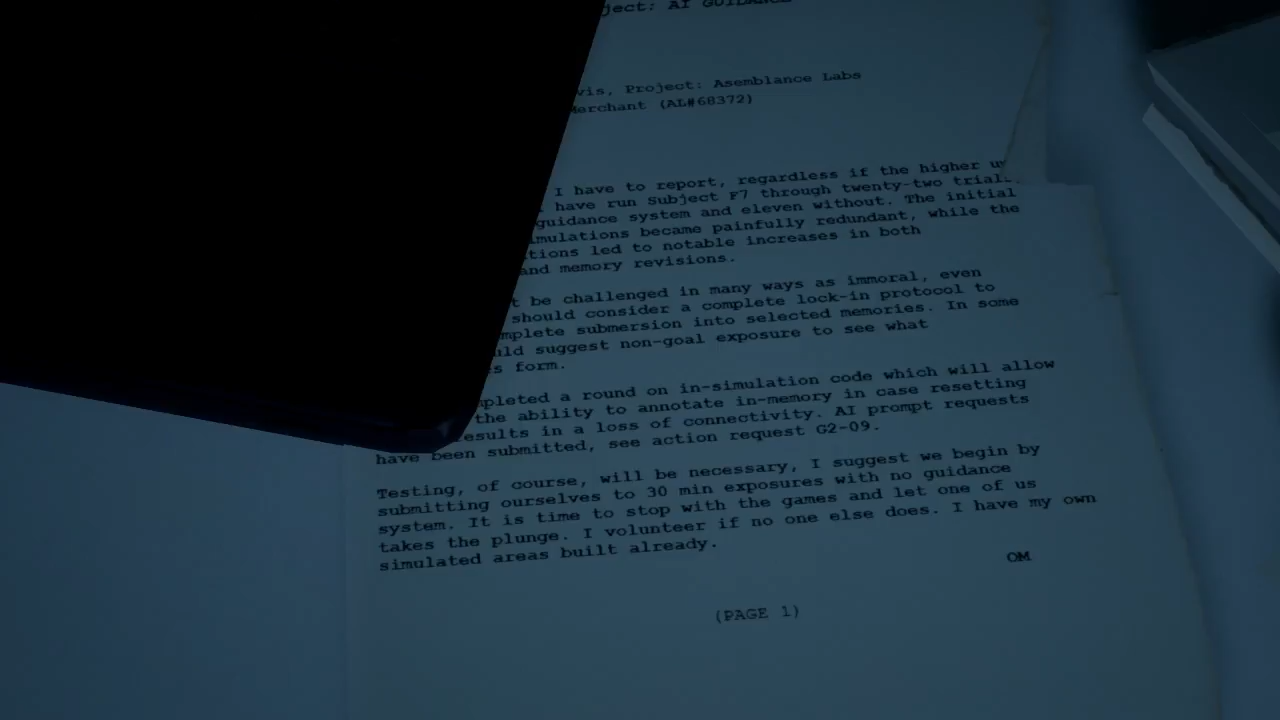 ject: AI GUIDANCE
vis, Project: Asemblance Labs
Merchant (AL#68372)
I have to report, regardless if the higher up
have run Subject F7 through twenty-two trials.
guidance system and eleven without. The initial
imulations became painfully redundant, while the
tions led to notable increases in both
and memory revisions.
t be challenged in many ways as immoral, even
should consider a complete lock-in protocol to
mplete submersion into selected memories. In some
uld suggest non-goal exposure to see what
s form.
pleted a round on in-simulation code which will allow
the ability to annotate in-memory in case resetting
esults in a loss of connectivity. AI prompt requests
have been submitted, see action request G2-09.
Testing, of course, will be necessary, I suggest we begin by
submitting ourselves to 30 min exposures with no guidance
system. It is time to stop with the games and let one of us
takes the plunge. I volunteer if no one else does. I have my own
simulated areas built already.
OM
(PAGE 1)